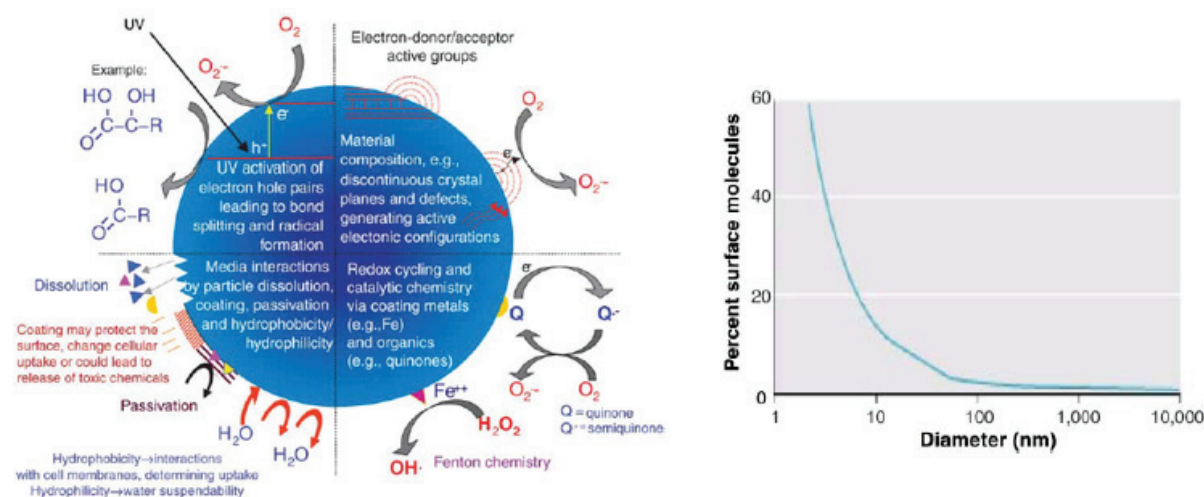 UV
O₂
O₂⁻·
Example:
HO OH
O C–C–R
HO
O C–R
e⁻
h⁺
UV activation of
electron hole pairs
leading to bond
splitting and radical
formation
Electron-donor/acceptor
active groups
Material
composition, e.g.,
discontinuous crystal
planes and defects,
generating active
electonic configurations
e⁻
O₂
O₂⁻·
Dissolution
Coating may protect the
surface, change cellular
uptake or could lead to
release of toxic chemicals
Passivation
Media interactions
by particle dissolution,
coating, passivation
and hydrophobicity/
hydrophilicity
H₂O
H₂O
Hydrophobicity→interactions
with cell membranes, determining uptake
Hydrophilicity→water suspendability
Redox cycling and
catalytic chemistry
via coating metals
(e.g.,Fe)
and organics
(e.g., quinones)
e⁻
Q
Q·-
O₂⁻·
O₂
Q = quinone
Q·- = semiquinone
Fe⁺⁺
H₂O₂
OH·
Fenton chemistry
Percent surface molecules
60
40
20
0
1
10
100
1,000
10,000
Diameter (nm)